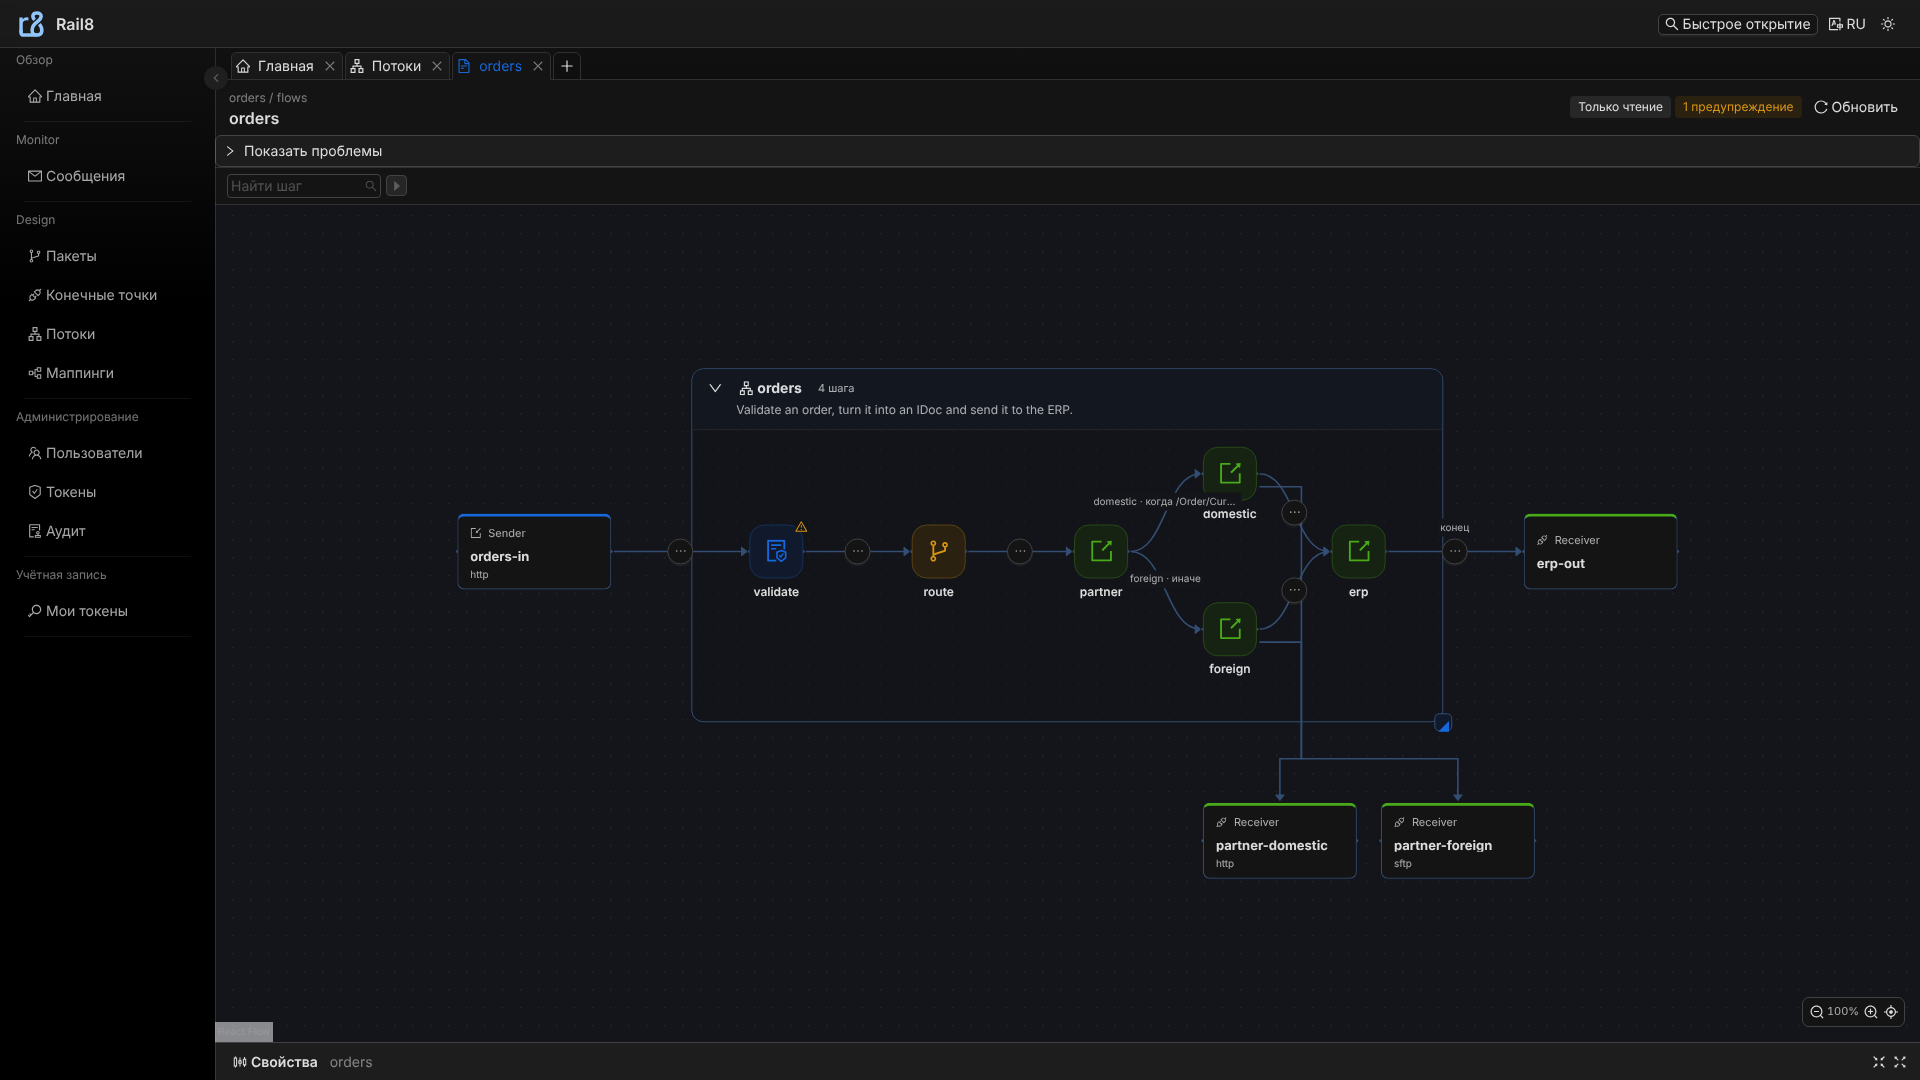 Rail8
Быстрое открытие
RU
Обзор
Главная
Monitor
Сообщения
Design
Пакеты
Конечные точки
Потоки
Маппинги
Администрирование
Пользователи
Токены
Аудит
Учётная запись
Мои токены
Главная
Потоки
orders
orders / flows
orders
Только чтение
1 предупреждение
Обновить
Показать проблемы
Найти шаг
orders
4 шага
Validate an order, turn it into an IDoc and send it to the ERP.
Sender
orders-in
http
validate
route
partner
domestic · когда /Order/Cur...
domestic
foreign · иначе
foreign
erp
конец
Receiver
erp-out
Receiver
partner-domestic
http
Receiver
partner-foreign
sftp
100%
React Flow
Свойства
orders